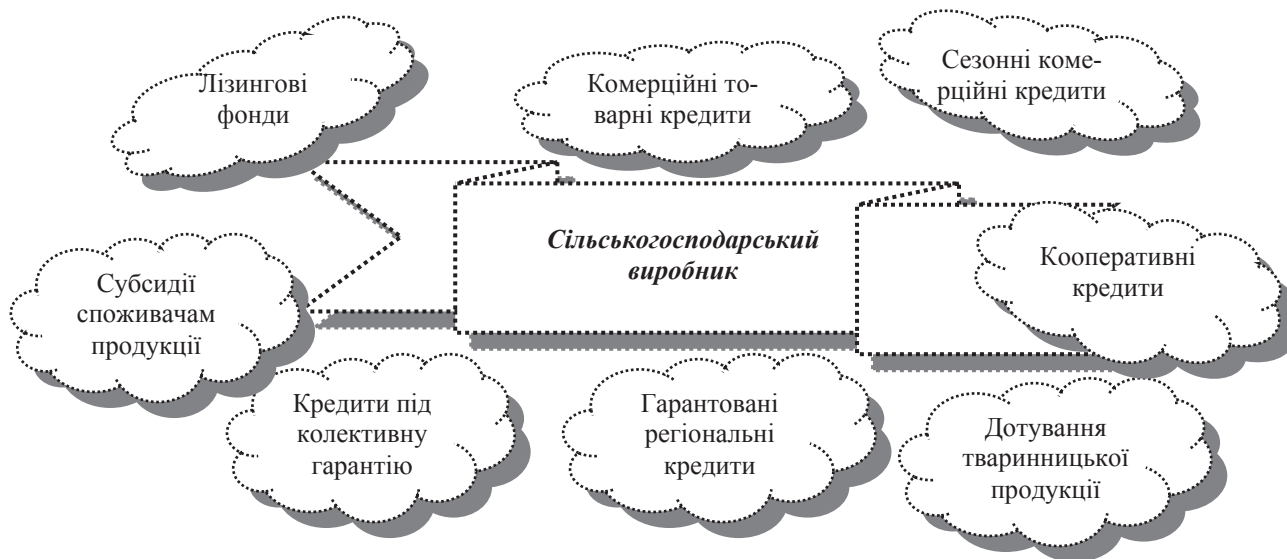 Лізингові
фонди
Комерційні то-
варні кредити
Сезонні коме-
рційні кредити
Сільськогосподарський
виробник
Кооперативні
кредити
Субсидії
споживачам
продукції
Кредити під
колективну
гарантію
Гарантовані
регіональні
кредити
Дотування
тваринницької
продукції